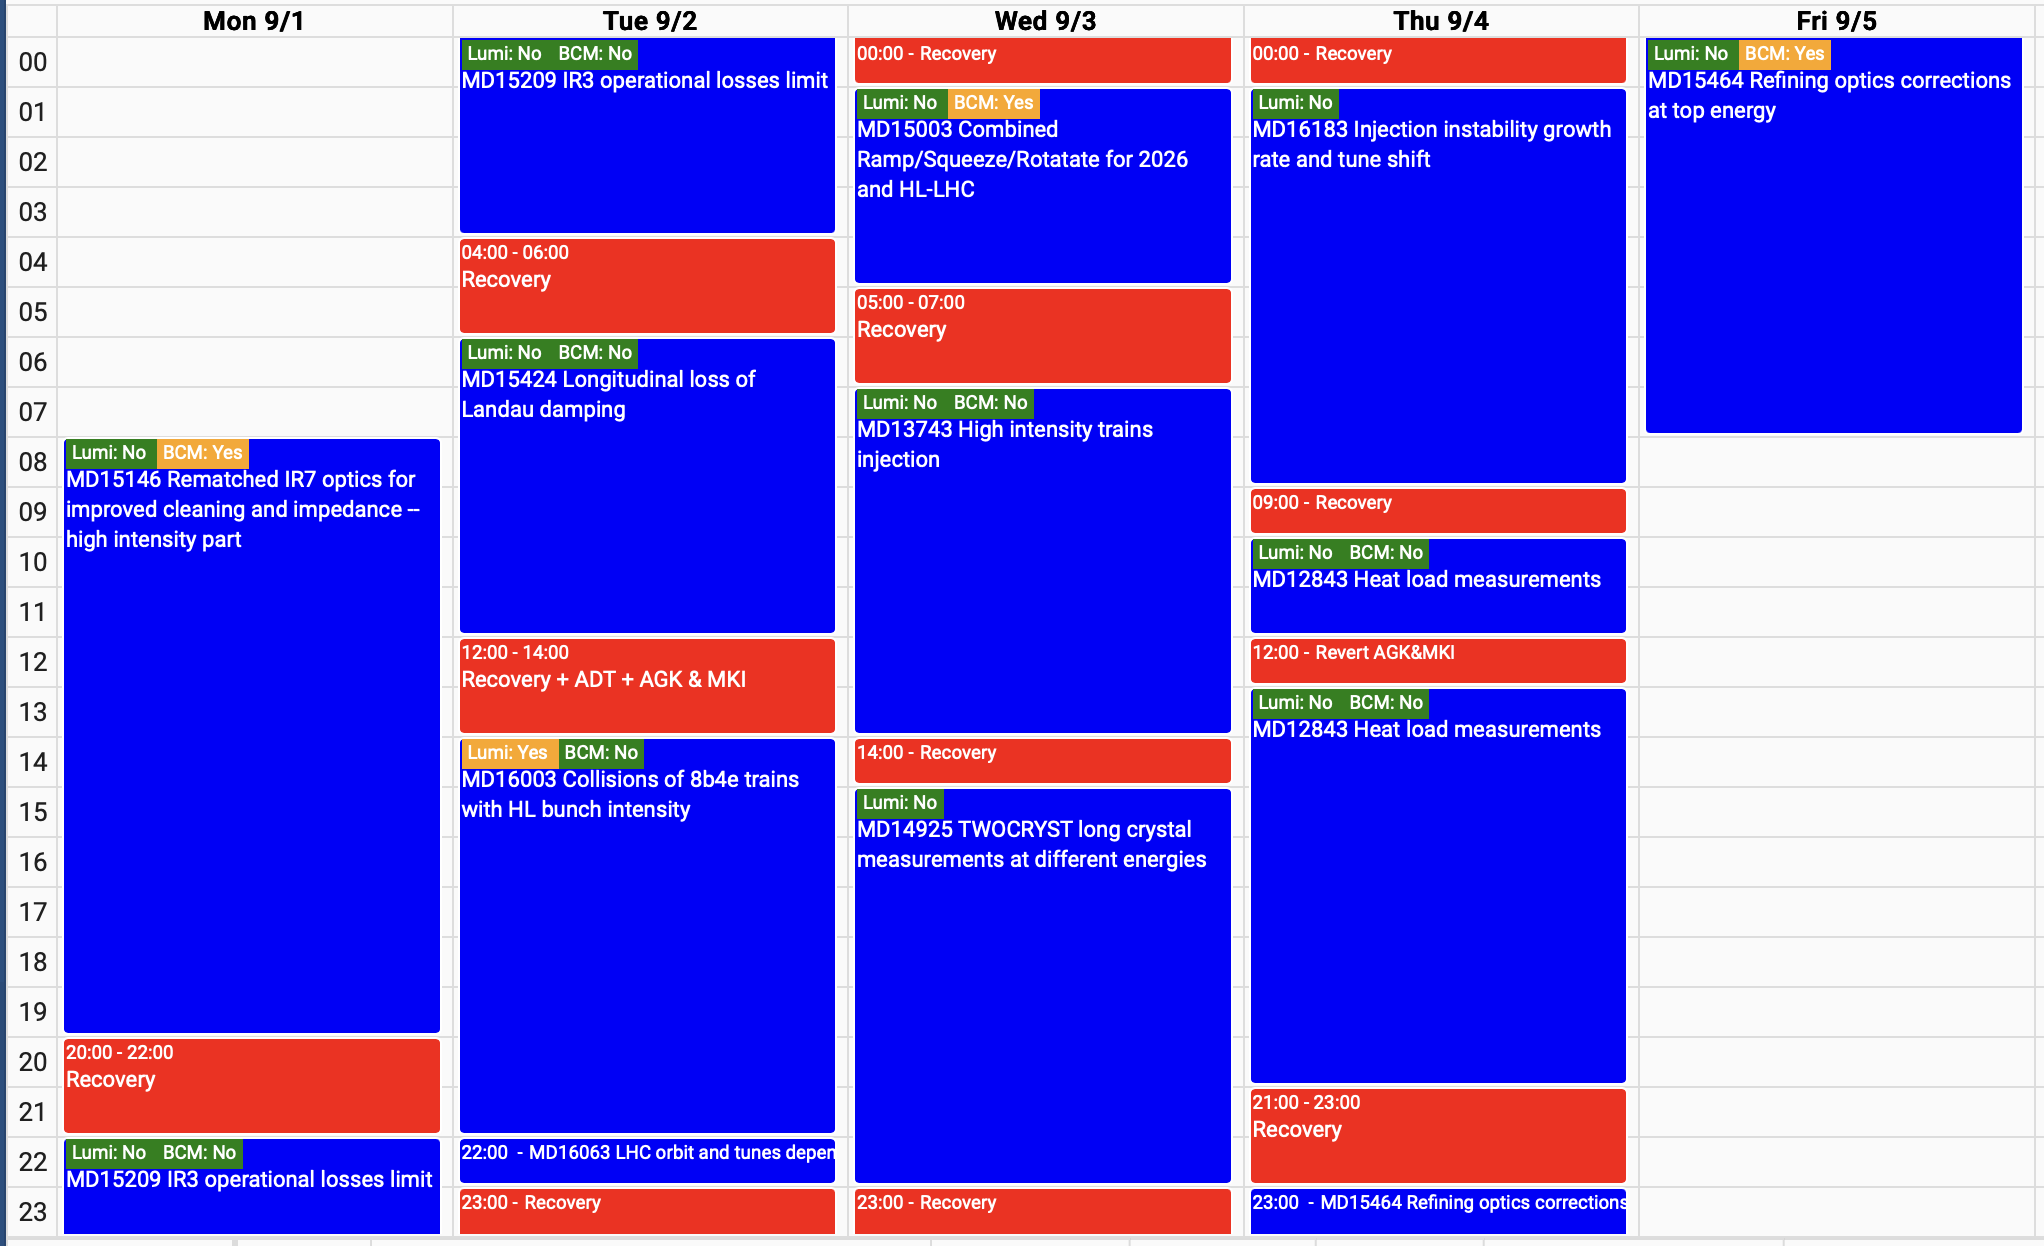 Mon 9/1
Tue 9/2
Wed 9/3
Thu 9/4
Fri 9/5
00
01
02
03
04
05
06
07
08
09
10
11
12
13
14
15
16
17
18
19
20
21
22
23
Lumi: No BCM: Yes
MD15146 Rematched IR7 optics for
improved cleaning and impedance --
high intensity part
20:00 - 22:00
Recovery
Lumi: No BCM: No
MD15209 IR3 operational losses limit
Lumi: No BCM: No
MD15209 IR3 operational losses limit
04:00 - 06:00
Recovery
Lumi: No BCM: No
MD15424 Longitudinal loss of
Landau damping
12:00 - 14:00
Recovery + ADT + AGK & MKI
Lumi: Yes BCM: No
MD16003 Collisions of 8b4e trains
with HL bunch intensity
22:00 - MD16063 LHC orbit and tunes depen
23:00 - Recovery
00:00 - Recovery
Lumi: No BCM: Yes
MD15003 Combined
Ramp/Squeeze/Rotatate for 2026
and HL-LHC
05:00 - 07:00
Recovery
Lumi: No BCM: No
MD13743 High intensity trains
injection
14:00 - Recovery
Lumi: No
MD14925 TWOCRYST long crystal
measurements at different energies
23:00 - Recovery
00:00 - Recovery
Lumi: No
MD16183 Injection instability growth
rate and tune shift
09:00 - Recovery
Lumi: No BCM: No
MD12843 Heat load measurements
12:00 - Revert AGK&MKI
Lumi: No BCM: No
MD12843 Heat load measurements
21:00 - 23:00
Recovery
23:00 - MD15464 Refining optics corrections
Lumi: No BCM: Yes
MD15464 Refining optics corrections
at top energy